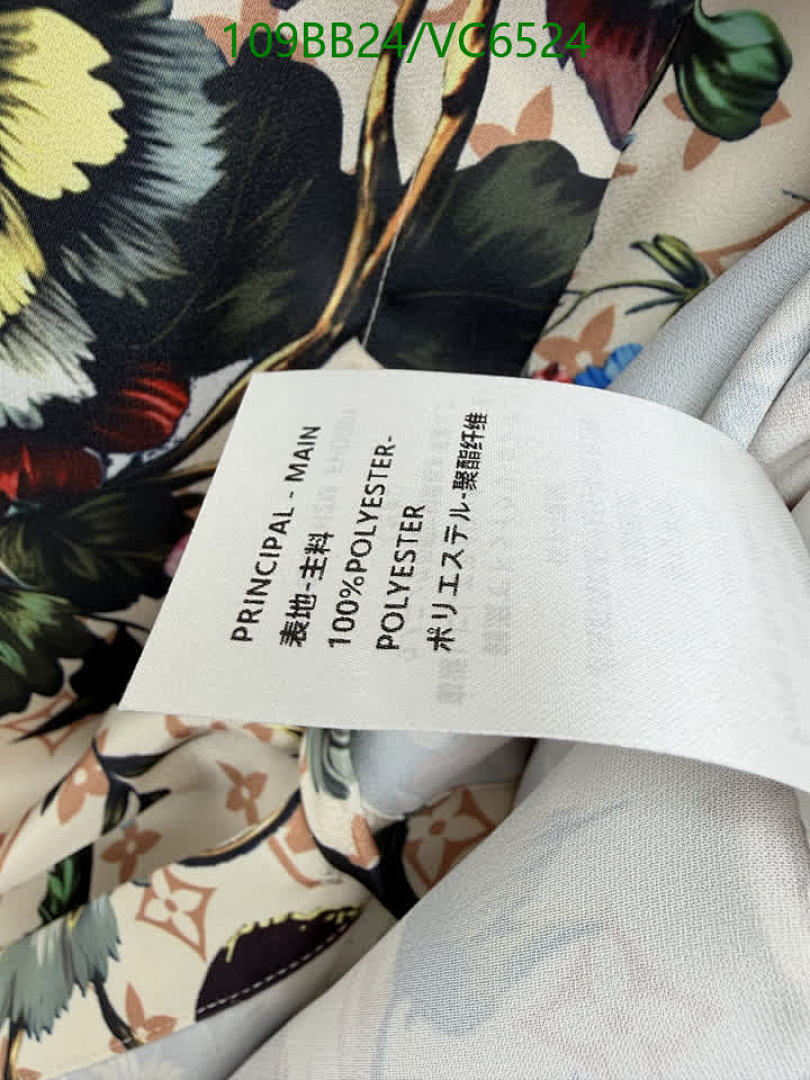 109BB24/VC6524
PRINCIPAL - MAIN
表地-主料
100%POLYESTER-
POLYESTER
ポリエステル-聚酯纤维